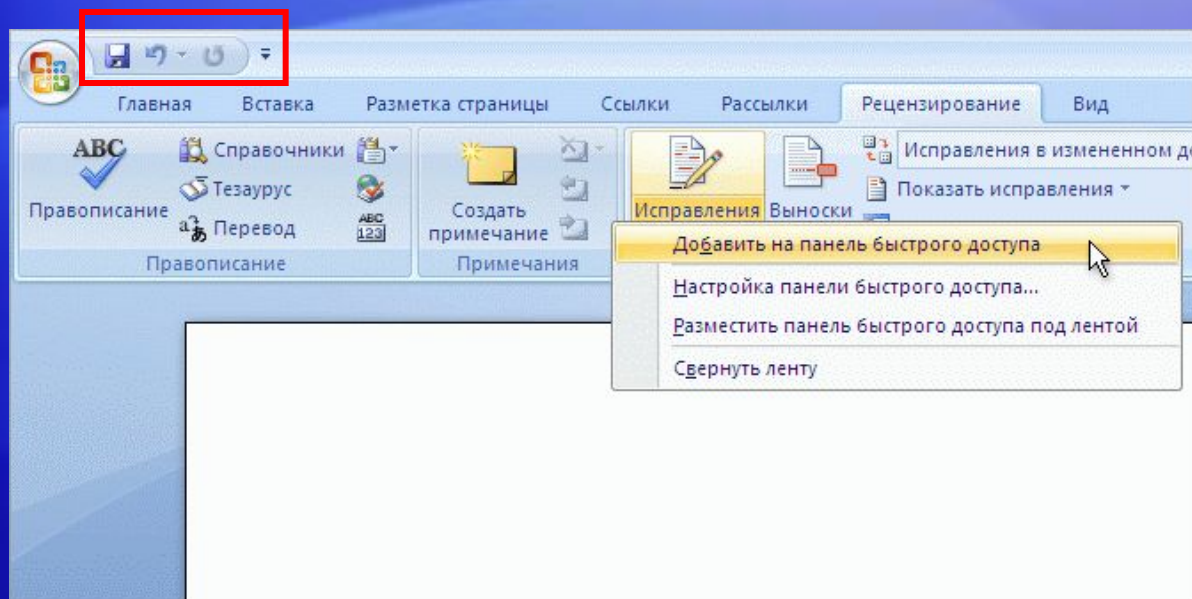 Главная Вставка Разметка страницы Ссылки Рассылки Рецензирование Вид
ABC
Правописание
Справочники
Тезаурус
Перевод
ABC
123
Правописание
Создать
примечание
Примечания
Исправления
Выноски
Исправления в измененном
Показать исправления
Добавить на панель быстрого доступа
Настройка панели быстрого доступа...
Разместить панель быстрого доступа под лентой
Свернуть ленту